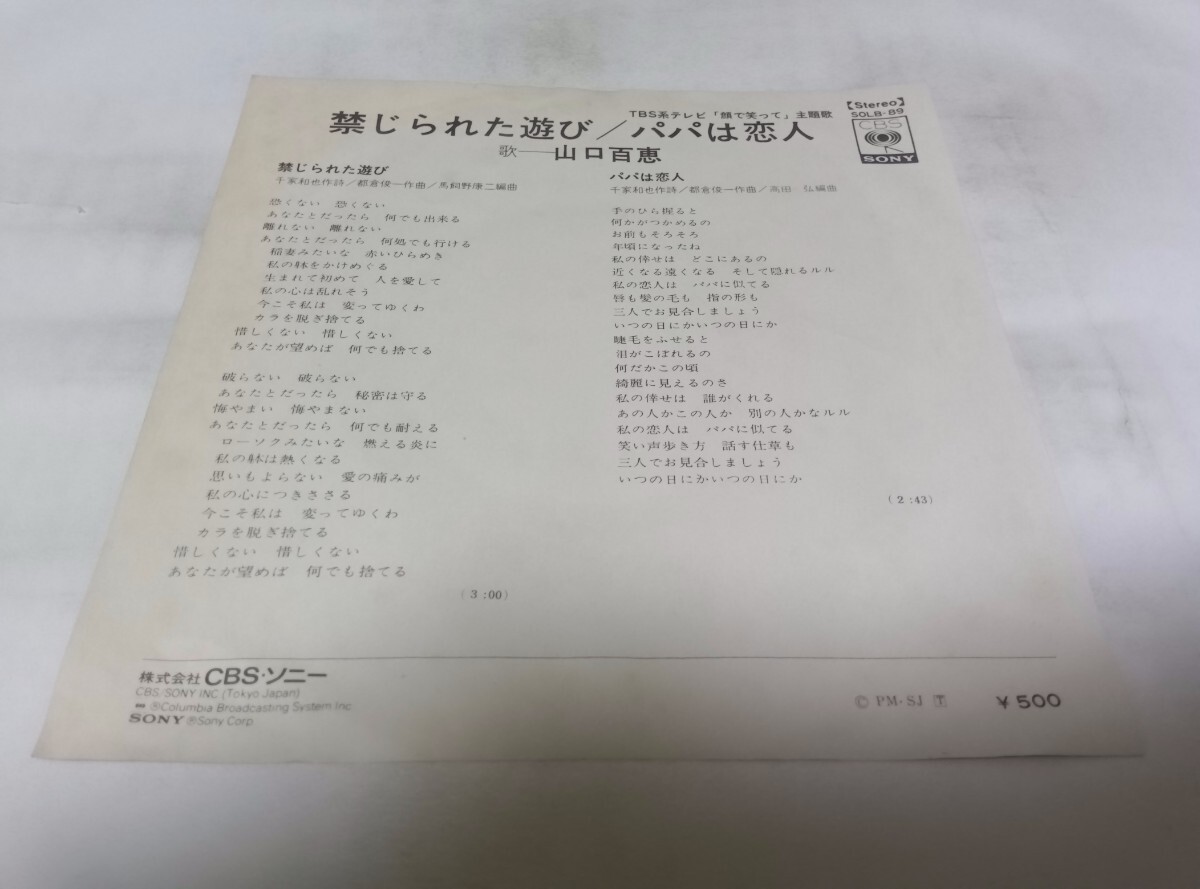 【Stereo】
SOLB-89
CBS
SONY
TBS系テレビ「顔で笑って」主題歌
禁じられた遊び／パパは恋人
歌――山口百恵
禁じられた遊び
千家和也作詩／都倉俊一作曲／馬飼野康二編曲
恐くない　恐くない
あなたとだったら　何でも出来る
離れない　離れない
あなたとだったら　何処でも行ける
稲妻みたいな　赤いひらめき
私の躰をかけめぐる
生まれて初めて　人を愛して
私の心は乱れそう
今こそ私は　変ってゆくわ
カラを脱ぎ捨てる
惜しくない　惜しくない
あなたが望めば　何でも捨てる
破らない　破らない
あなたとだったら　秘密は守る
悔やまい　悔やまない
あなたとだったら　何でも耐える
ローソクみたいな　燃える炎に
私の躰は熱くなる
思いもよらない　愛の痛みが
私の心につきささる
今こそ私は　変ってゆくわ
カラを脱ぎ捨てる
惜しくない　惜しくない
あなたが望めば　何でも捨てる
(3:00)
パパは恋人
千家和也作詩／都倉俊一作曲／高田　弘編曲
手のひら握ると
何かがつかめるの
お前もそろそろ
年頃になったね
私の倖せは　どこにあるの
近くなる遠くなる　そして隠れるルル
私の恋人は　パパに似てる
唇も髪の毛も　指の形も
三人でお見合しましょう
いつの日にかいつの日にか
睫毛をふせると
泪がこぼれるの
何だかこの頃
綺麗に見えるのさ
私の倖せは　誰がくれる
あの人かこの人か　別の人かなルル
私の恋人は　パパに似てる
笑い声歩き方　話す仕草も
三人でお見合しましょう
いつの日にかいつの日にか
(2:43)
株式会社 CBS・ソニー
CBS/SONY INC (Tokyo Japan)
Ⓡ Columbia Broadcasting System Inc
SONY Ⓡ Sony Corp
Ⓒ PM・SJ Ⓣ
￥500